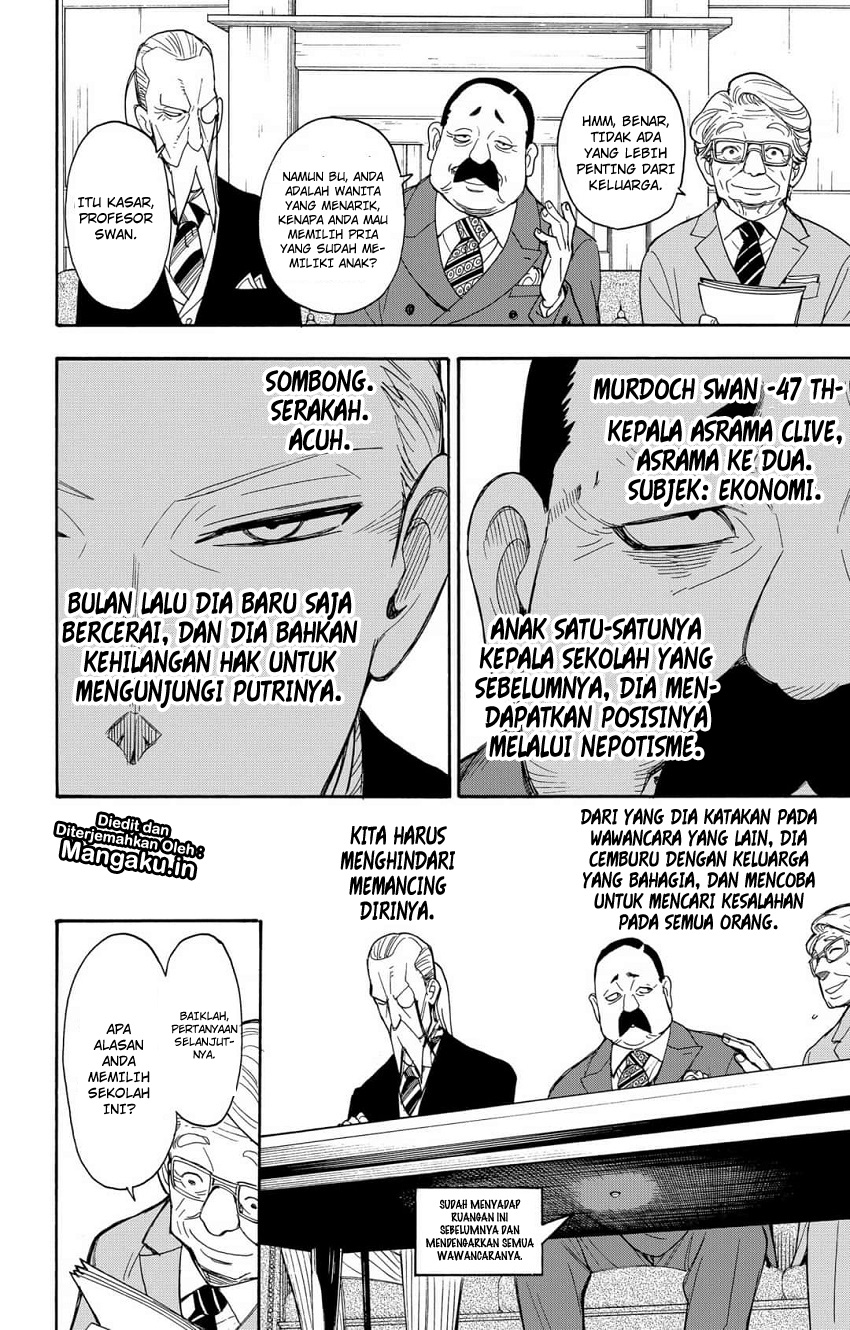 HMM, BENAR,
TIDAK ADA
YANG LEBIH
PENTING DARI
KELUARGA.
NAMUN BU, ANDA
ADALAH WANITA
YANG MENARIK,
KENAPA ANDA MAU
MEMILIH PRIA
YANG SUDAH ME-
MILIKI ANAK?
ITU KASAR,
PROFESOR
SWAN.
MURDOCH SWAN -47 TH-
KEPALA ASRAMA CLIVE,
ASRAMA KE DUA.
SUBJEK: EKONOMI.
ANAK SATU-SATUNYA
KEPALA SEKOLAH YANG
SEBELUMNYA, DIA MEN-
DAPATKAN POSISINYA
MELALUI NEPOTISME.
SOMBONG.
SERAKAH.
ACUH.
BULAN LALU DIA BARU SAJA
BERCERAI, DAN DIA BAHKAN
KEHILANGAN HAK UNTUK
MENGUNJUNGI PUTRINYA.
DARI YANG DIA KATAKAN PADA
WAWANCARA YANG LAIN, DIA
CEMBURU DENGAN KELUARGA
YANG BAHAGIA, DAN MENCOBA
UNTUK MENCARI KESALAHAN
PADA SEMUA ORANG.
KITA HARUS
MENGHINDARI
MEMANCING
DIRINYA.
Diedit dan
Diterjemahkan Oleh :
Mangaku.in
SUDAH MENYADAP
RUANGAN INI
SEBELUMNYA DAN
MENDENGARKAN SEMUA
WAWANCARANYA.
BAIKLAH,
PERTANYAAN
SELANJUT-
NYA.
APA
ALASAN
ANDA
MEMILIH
SEKOLAH
INI?